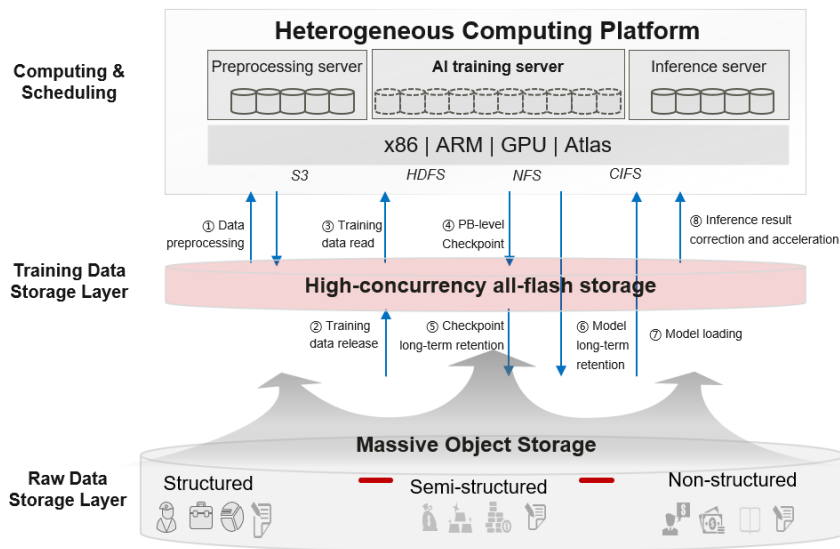 Heterogeneous Computing Platform
Computing &
Scheduling
Preprocessing server
AI training server
Inference server
x86 | ARM | GPU | Atlas
S3
HDFS
NFS
CIFS
① Data
preprocessing
③ Training
data read
④ PB-level
Checkpoint
⑧ Inference result
correction and acceleration
Training Data
Storage Layer
High-concurrency all-flash storage
② Training
data release
⑤ Checkpoint
long-term retention
⑥ Model
long-term
retention
⑦ Model loading
Massive Object Storage
Raw Data
Storage Layer
Structured
Semi-structured
Non-structured